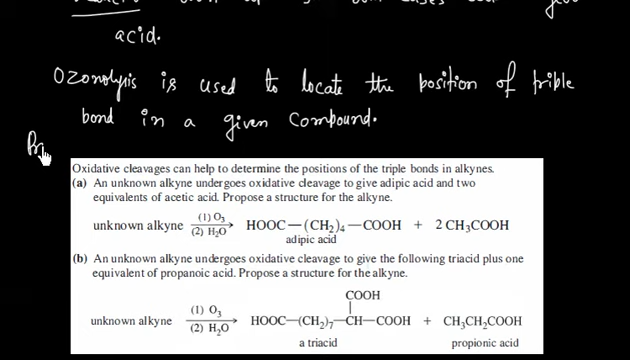 acid.
Ozonolysis is used to locate the position of triple
bond in a given compound.
Oxidative cleavages can help to determine the positions of the triple bonds in alkynes.
(a) An unknown alkyne undergoes oxidative cleavage to give adipic acid and two
equivalents of acetic acid. Propose a structure for the alkyne.
unknown alkyne (1) O3 (2) H2O HOOC—(CH2)4—COOH + 2 CH3COOH
adipic acid
(b) An unknown alkyne undergoes oxidative cleavage to give the following triacid plus one
equivalent of propanoic acid. Propose a structure for the alkyne.
COOH
unknown alkyne (1) O3 (2) H2O HOOC—(CH2)7—CH—COOH + CH3CH2COOH
a triacid propionic acid